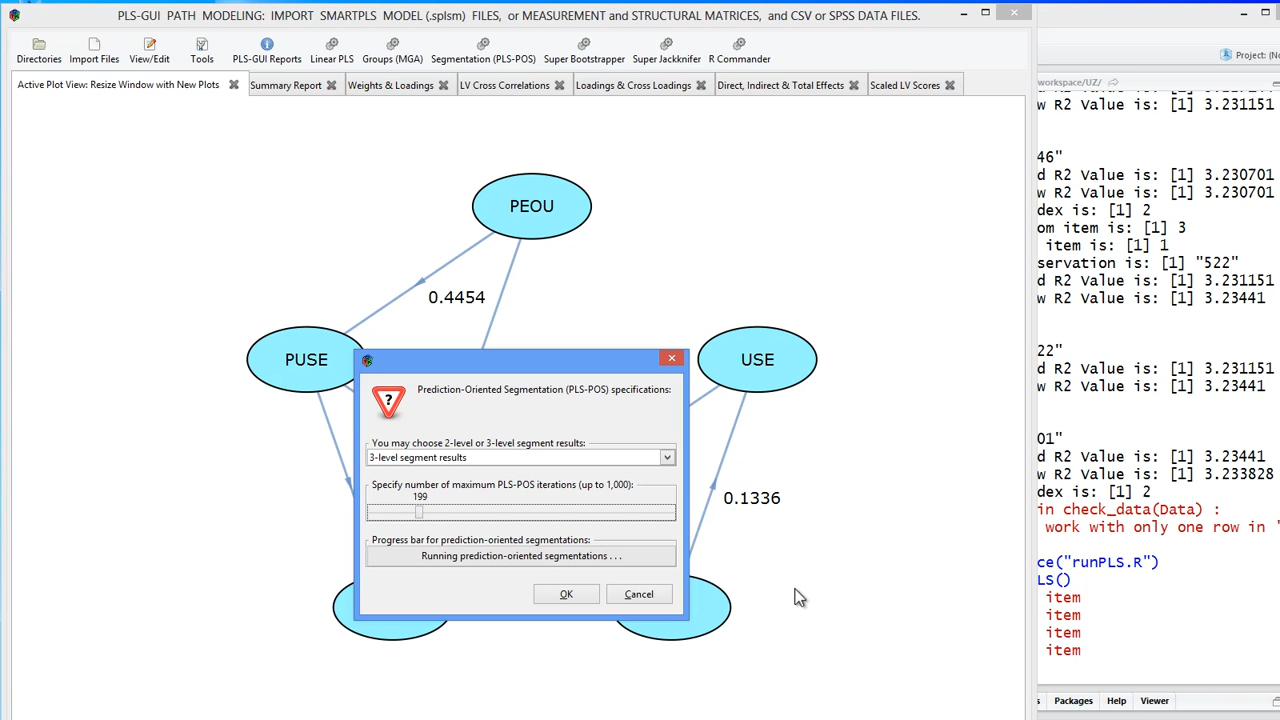 PLS-GUI PATH MODELING: IMPORT SMARTPLS MODEL (.splsm) FILES, or MEASUREMENT and STRUCTURAL MATRICES, and CSV or SPSS DATA FILES.
Directories Import Files View/Edit Tools PLS-GUI Reports Linear PLS Groups (MGA) Segmentation (PLS-POS) Super Bootstrapper Super Jackknifer R Commander
Active Plot View: Resize Window with New Plots Summary Report Weights & Loadings LV Cross Correlations Loadings & Cross Loadings Direct, Indirect & Total Effects Scaled LV Scores
PEOU
0.4454
PUSE
USE
0.1336
Prediction-Oriented Segmentation (PLS-POS) specifications:
?
You may choose 2-level or 3-level segment results:
3-level segment results
Specify number of maximum PLS-POS iterations (up to 1,000):
199
Progress bar for prediction-oriented segmentations:
Running prediction-oriented segmentations . . .
OK Cancel
Project: (No
workspace/UZ/
w R2 Value is: [1] 3.231151
46"
d R2 Value is: [1] 3.230701
w R2 Value is: [1] 3.230701
dex is: [1] 2
om item is: [1] 3
item is: [1] 1
servation is: [1] "522"
d R2 Value is: [1] 3.231151
w R2 Value is: [1] 3.23441
22"
d R2 Value is: [1] 3.231151
w R2 Value is: [1] 3.23441
01"
d R2 Value is: [1] 3.23441
w R2 Value is: [1] 3.233828
dex is: [1] 2
in check_data(Data) :
work with only one row in '
ce("runPLS.R")
LS()
item
item
item
item
s Packages Help Viewer